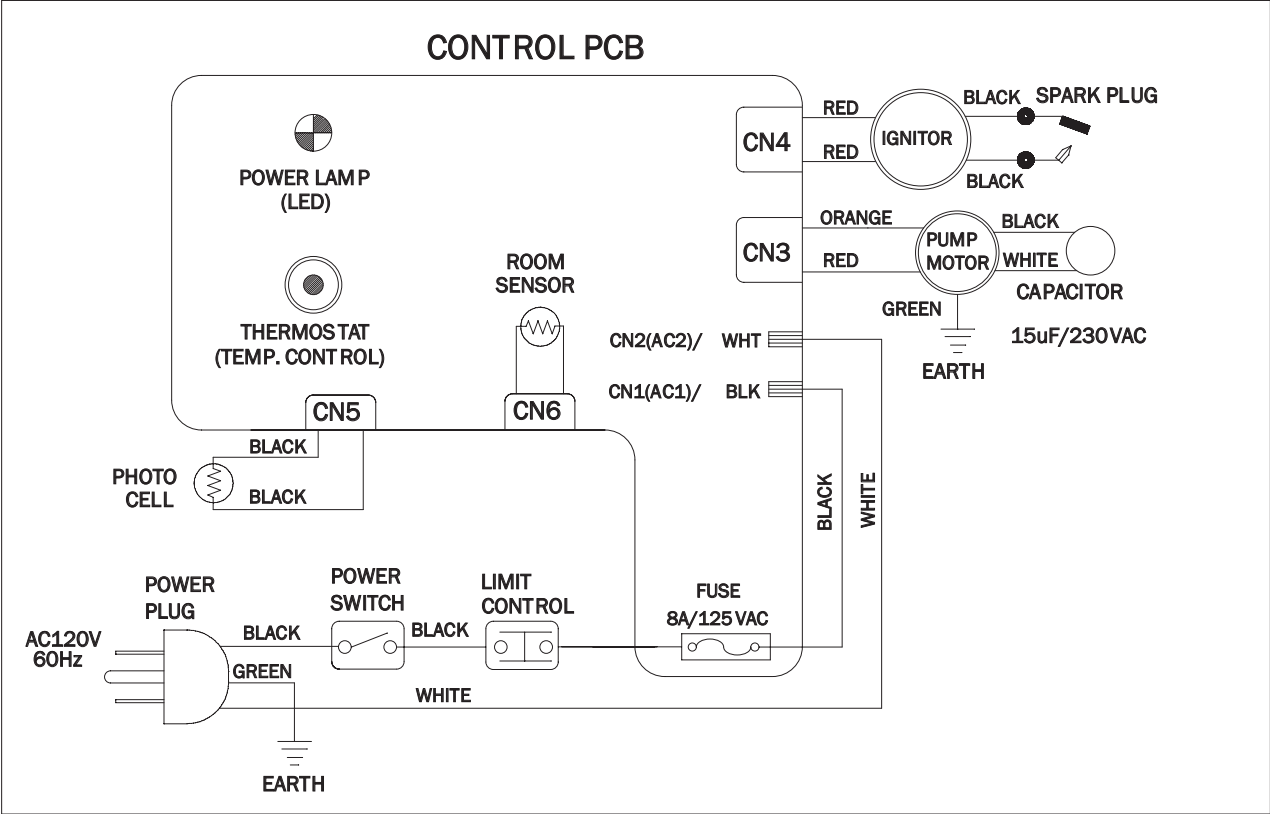 CONTROL PCB
POWER LAMP
(LED)
THERMOSTAT
(TEMP. CONTROL)
ROOM
SENSOR
CN4
RED
RED
IGNITOR
BLACK
SPARK PLUG
BLACK
CN3
ORANGE
RED
PUMP
MOTOR
BLACK
WHITE
CAPACITOR
15uF/230VAC
GREEN
EARTH
CN2(AC2)/ WHT
CN1(AC1)/ BLK
CN5
CN6
BLACK
PHOTO
CELL
BLACK
BLACK
WHITE
POWER
PLUG
POWER
SWITCH
LIMIT
CONTROL
FUSE
8A/125VAC
AC120V
60Hz
BLACK
BLACK
GREEN
WHITE
EARTH